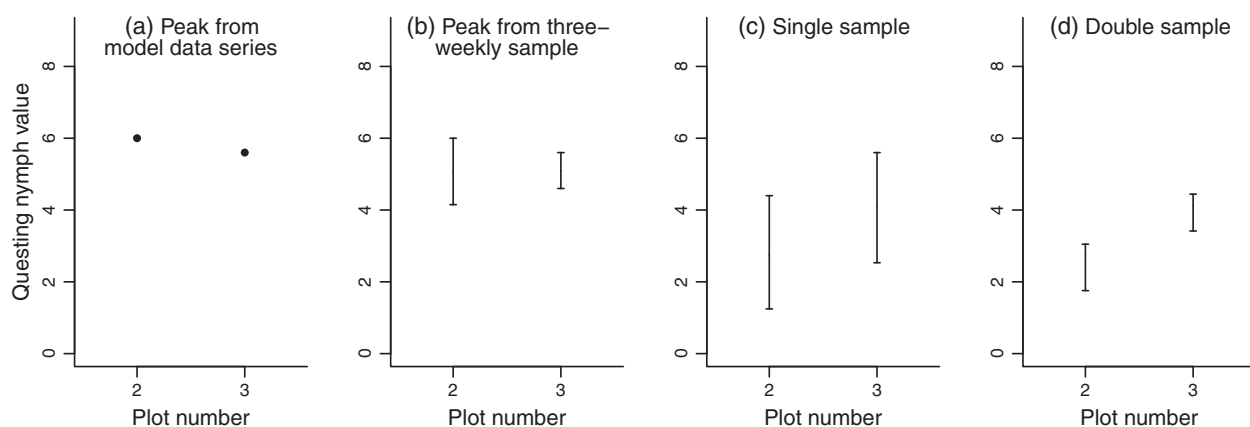 (a) Peak from
model data series
(b) Peak from three–
weekly sample
(c) Single sample
(d) Double sample
Questing nymph value
8
6
4
2
0
2 3
Plot number
8
6
4
2
0
2 3
Plot number
8
6
4
2
0
2 3
Plot number
8
6
4
2
0
2 3
Plot number